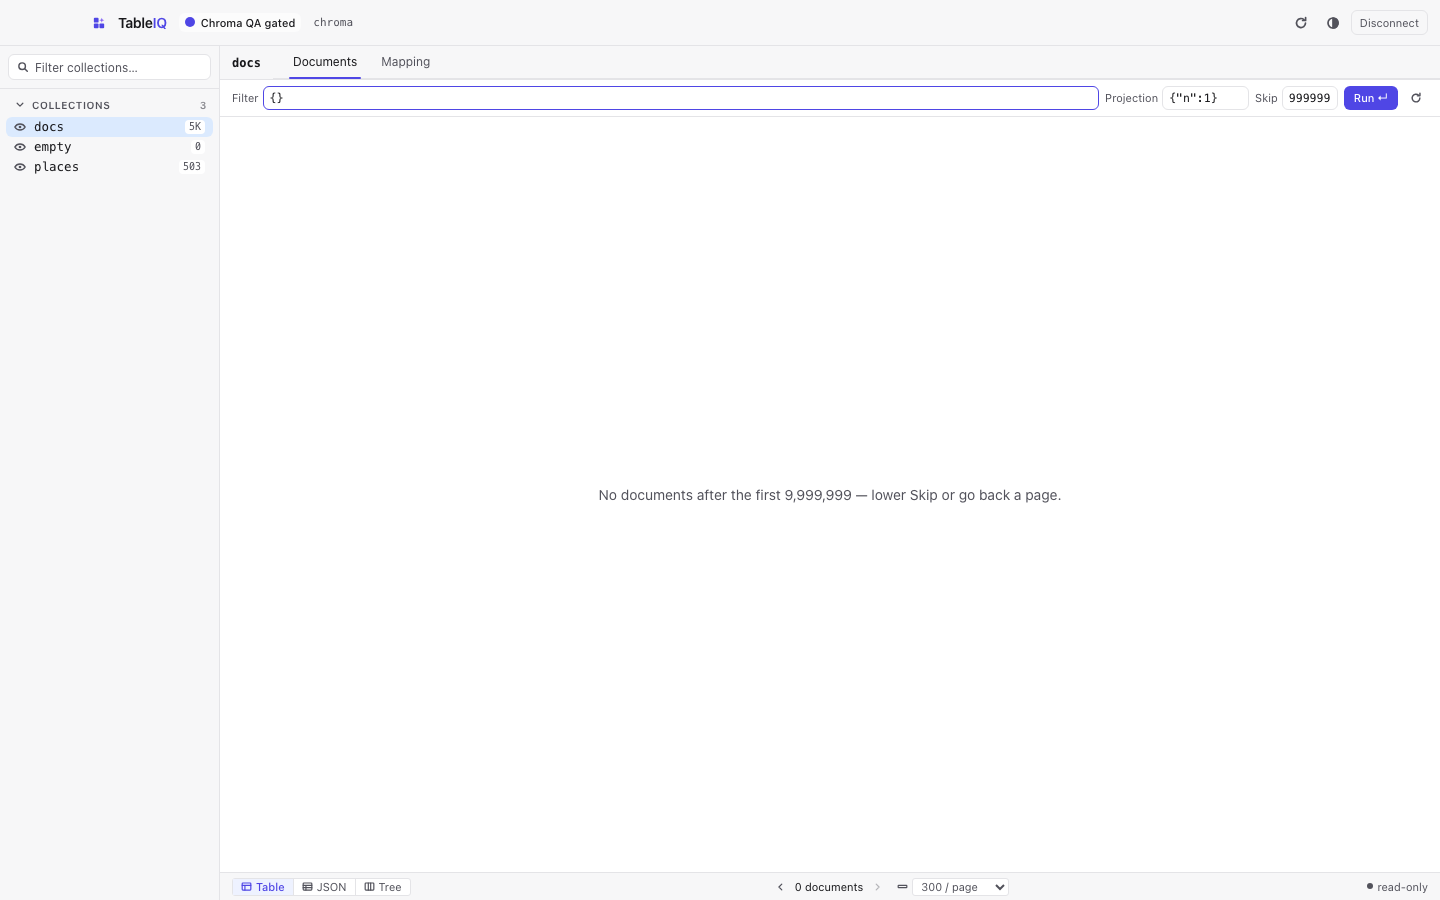 TableIQ Chroma QA gated chroma Disconnect
Filter collections...
COLLECTIONS 3
docs 5K
empty 0
places 503
docs Documents Mapping
Filter {} Projection {"n":1} Skip 999999 Run
No documents after the first 9,999,999 — lower Skip or go back a page.
Table JSON Tree 0 documents 300 / page read-only